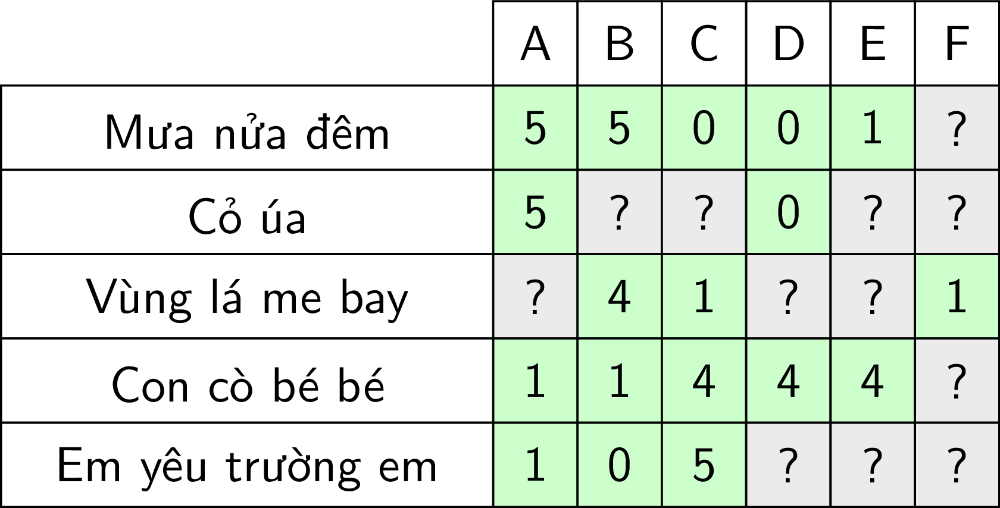 A B C D E F
Mưa nửa đêm 5 5 0 0 1 ?
Cỏ úa 5 ? ? 0 ? ?
Vùng lá me bay ? 4 1 ? ? 1
Con cò bé bé 1 1 4 4 4 ?
Em yêu trường em 1 0 5 ? ? ?